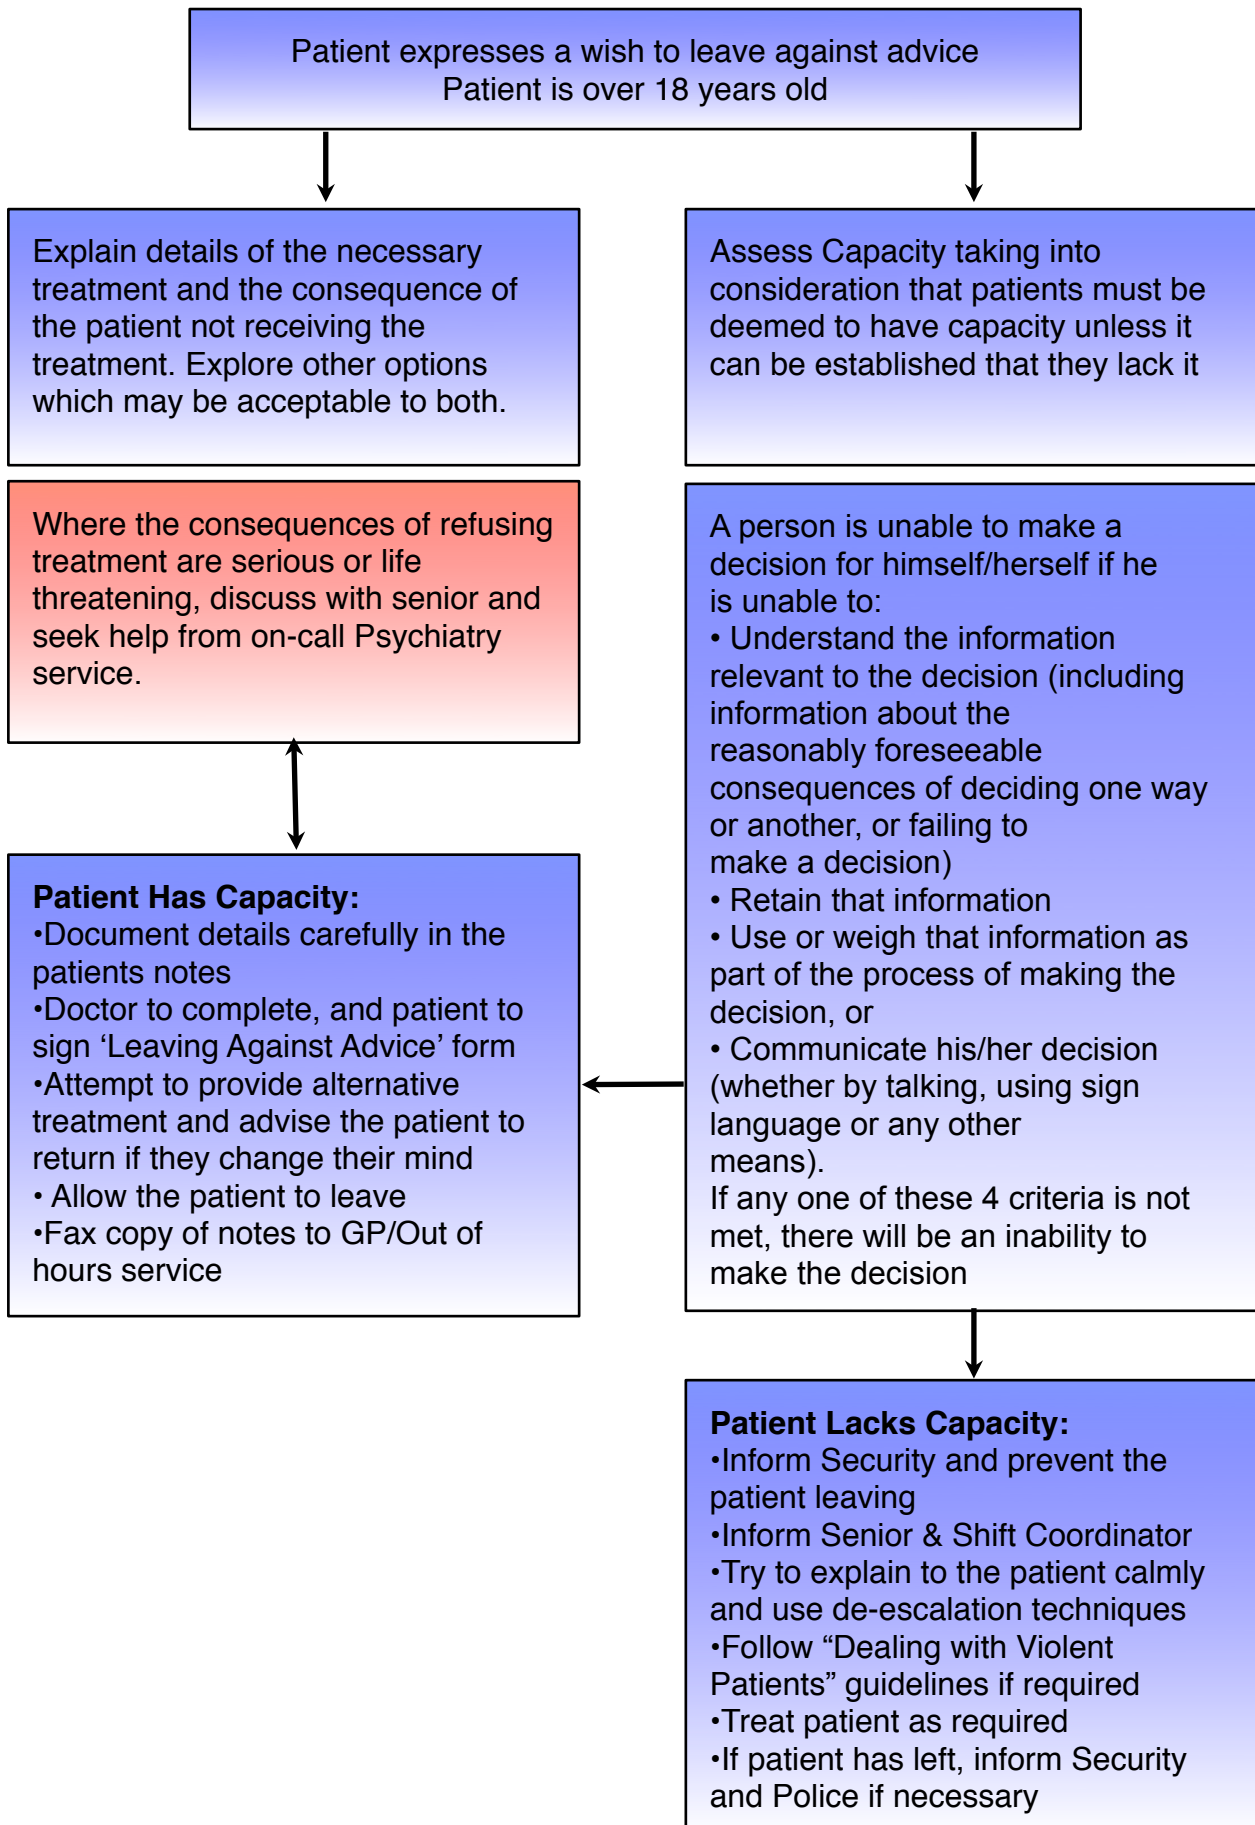 Patient expresses a wish to leave against advice
Patient is over 18 years old
Explain details of the necessary
treatment and the consequence of
the patient not receiving the
treatment. Explore other options
which may be acceptable to both.
Assess Capacity taking into
consideration that patients must be
deemed to have capacity unless it
can be established that they lack it
Where the consequences of refusing
treatment are serious or life
threatening, discuss with senior and
seek help from on-call Psychiatry
service.
A person is unable to make a
decision for himself/herself if he
is unable to:
• Understand the information
relevant to the decision (including
information about the
reasonably foreseeable
consequences of deciding one way
or another, or failing to
make a decision)
• Retain that information
• Use or weigh that information as
part of the process of making the
decision, or
• Communicate his/her decision
(whether by talking, using sign
language or any other
means).
If any one of these 4 criteria is not
met, there will be an inability to
make the decision
Patient Has Capacity:
•Document details carefully in the
patients notes
•Doctor to complete, and patient to
sign ‘Leaving Against Advice’ form
•Attempt to provide alternative
treatment and advise the patient to
return if they change their mind
• Allow the patient to leave
•Fax copy of notes to GP/Out of
hours service
Patient Lacks Capacity:
•Inform Security and prevent the
patient leaving
•Inform Senior & Shift Coordinator
•Try to explain to the patient calmly
and use de-escalation techniques
•Follow “Dealing with Violent
Patients” guidelines if required
•Treat patient as required
•If patient has left, inform Security
and Police if necessary